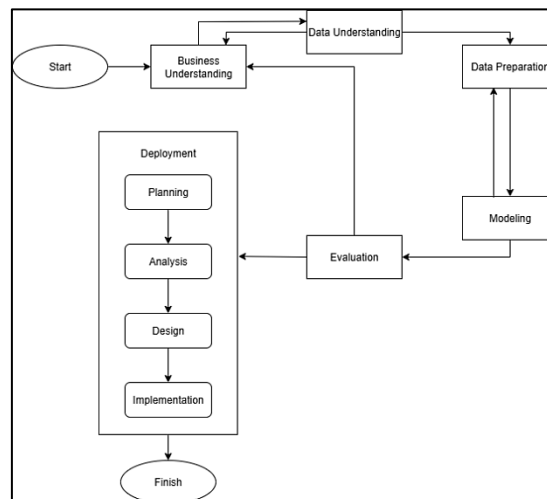 Data Understanding
Start
Business
Understanding
Data Preparation
Deployment
Planning
Modeling
Analysis
Evaluation
Design
Implementation
Finish